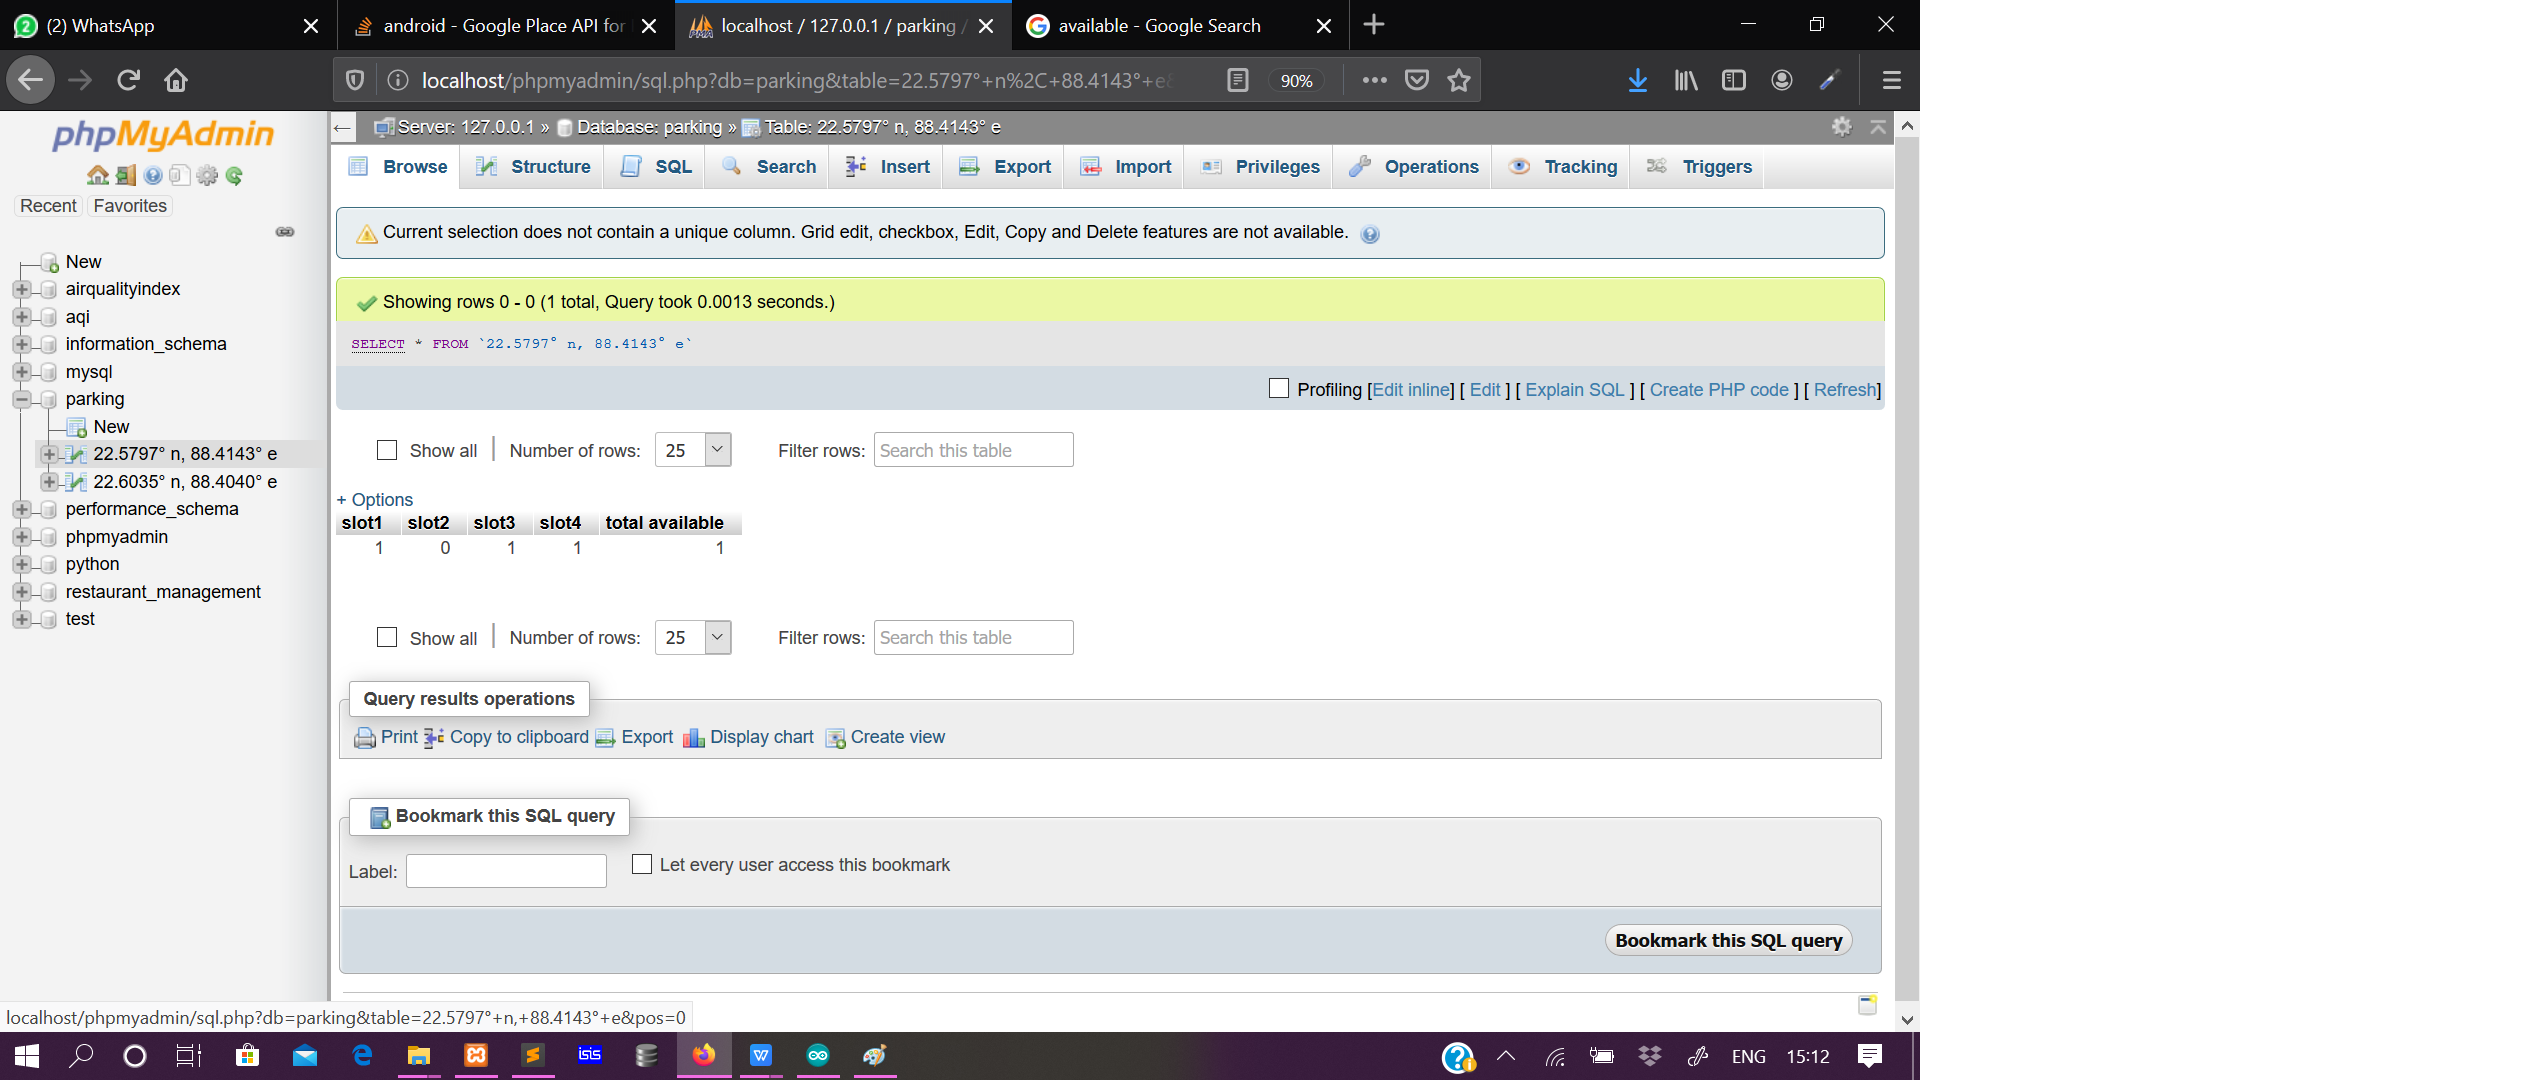 (2) WhatsApp
android - Google Place API for
localhost / 127.0.0.1 / parking /
available - Google Search
localhost/phpmyadmin/sql.php?db=parking&table=22.5797°+n%2C+88.4143°+e&
90%
phpMyAdmin
Recent
Favorites
New
airqualityindex
aqi
information_schema
mysql
parking
New
22.5797° n, 88.4143° e
22.6035° n, 88.4040° e
performance_schema
phpmyadmin
python
restaurant_management
test
Server: 127.0.0.1 » Database: parking » Table: 22.5797° n, 88.4143° e
Browse Structure SQL Search Insert Export Import Privileges Operations Tracking Triggers
Current selection does not contain a unique column. Grid edit, checkbox, Edit, Copy and Delete features are not available.
Showing rows 0 - 0 (1 total, Query took 0.0013 seconds.)
SELECT * FROM `22.5797° n, 88.4143° e`
Profiling [Edit inline] [ Edit ] [ Explain SQL ] [ Create PHP code ] [ Refresh]
Show all | Number of rows: 25 Filter rows: Search this table
+ Options
slot1 slot2 slot3 slot4 total available
1 0 1 1 1
Show all | Number of rows: 25 Filter rows: Search this table
Query results operations
Print Copy to clipboard Export Display chart Create view
Bookmark this SQL query
Label: Let every user access this bookmark
Bookmark this SQL query
localhost/phpmyadmin/sql.php?db=parking&table=22.5797°+n,+88.4143°+e&pos=0
isis
ENG 15:12